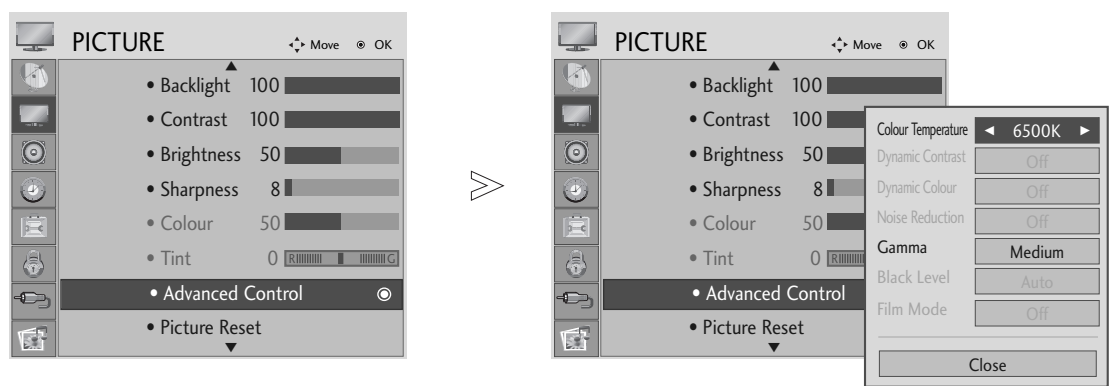 PICTURE Move OK
• Backlight 100
• Contrast 100
• Brightness 50
• Sharpness 8
• Colour 50
• Tint 0 R G
• Advanced Control
• Picture Reset
PICTURE Move OK
• Backlight 100
• Contrast 100
• Brightness 50
• Sharpness 8
• Colour 50
• Tint 0 R
• Advanced Control
• Picture Reset
Colour Temperature ◄ 6500K ►
Dynamic Contrast Off
Dynamic Colour Off
Noise Reduction Off
Gamma Medium
Black Level Auto
Film Mode Off
Close